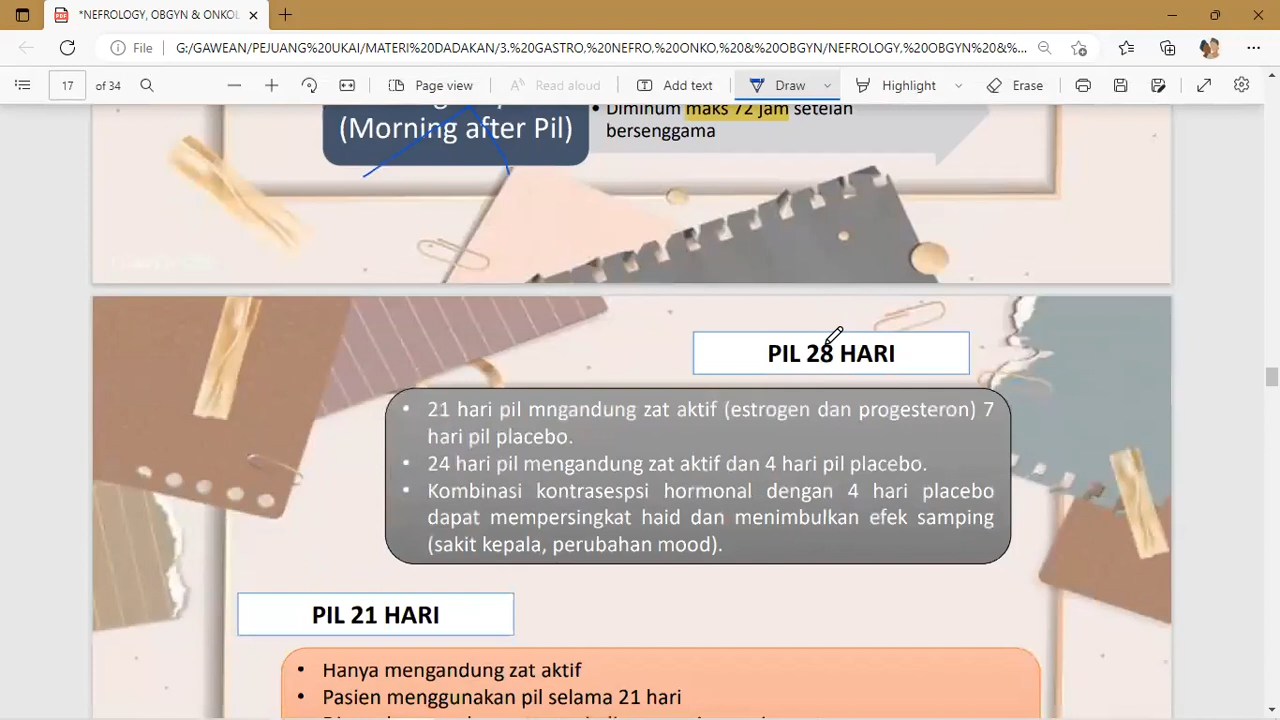 *NEFROLOGY, OBGYN & ONKOL
File
G:/GAWEAN/PEJUANG%20UKAI/MATERI%20DADAKAN/3.%20GASTRO,%20NEFRO,%20ONKO,%20&%20OBGYN/NEFROLOGY,%20OBGYN%20&%...
17 of 34
Page view
Read aloud
Add text
Draw
Highlight
Erase
(Morning after Pil)
• Diminum maks 72 jam setelah
bersenggama
PIL 28 HARI
• 21 hari pil mngandung zat aktif (estrogen dan progesteron) 7
hari pil placebo.
• 24 hari pil mengandung zat aktif dan 4 hari pil placebo.
• Kombinasi kontrasespsi hormonal dengan 4 hari placebo
dapat mempersingkat haid dan menimbulkan efek samping
(sakit kepala, perubahan mood).
PIL 21 HARI
• Hanya mengandung zat aktif
• Pasien menggunakan pil selama 21 hari